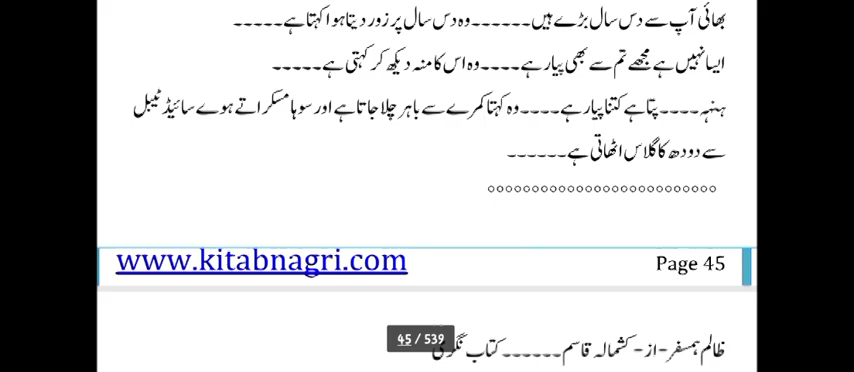 بھائی آپ سے دس سال بڑے ہیں۔۔۔۔۔۔وہ دس سال پر زور دیتا ہوا کہتا ہے۔۔۔۔۔
ایسا نہیں ہے مجھے تم سے بھی پیار ہے۔۔۔۔وہ اس کا منہ دیکھ کر کہتی ہے۔۔۔۔۔
ہنہہ۔۔۔۔پتا ہے کتنا پیار ہے۔۔۔۔وہ کہتا کمرے سے باہر چلا جاتا ہے اور سوہا مسکراتے ہوے سائیڈ ٹیبل
سے دودھ کا گلاس اٹھاتی ہے۔۔۔۔۔۔
○○○○○○○○○○○○○○○○○○○○○○○○○○
www.kitabnagri.com Page 45
45 / 539
ظالم ہمسفر-از-کشمالہ قاسم۔۔۔۔۔۔کتاب نگری